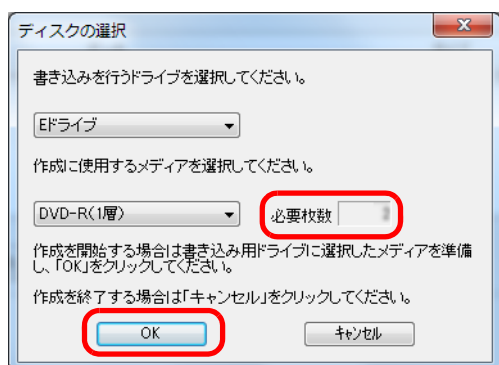 ディスクの選択
書き込みを行うドライブを選択してください。
Eドライブ
作成に使用するメディアを選択してください。
DVD-R(1層)
必要枚数
作成を開始する場合は書き込み用ドライブに選択したメディアを準備
し、「OK」をクリックしてください。
作成を終了する場合は「キャンセル」をクリックしてください。
OK
キャンセル